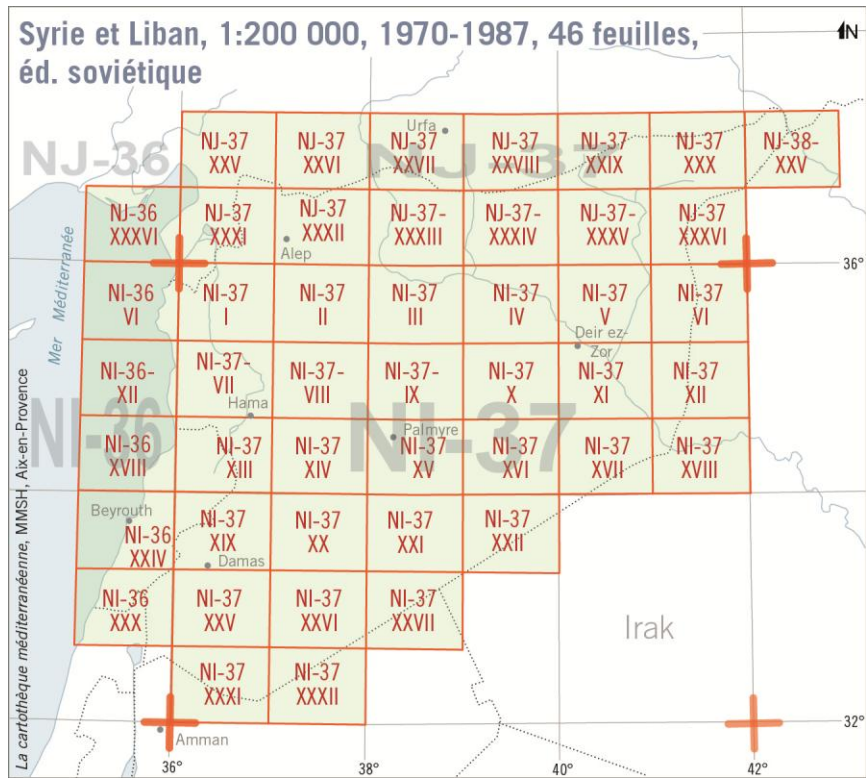 Syrie et Liban, 1:200 000, 1970-1987, 46 feuilles,
éd. soviétique
N
NJ-36
NJ-37
Urfa
NJ-37
XXV
NJ-37
XXVI
NJ-37
XXVII
NJ-37
XXVIII
NJ-37
XXIX
NJ-37
XXX
NJ-38-
XXV
NJ-36
XXXVI
NJ-37
XXXI
NJ-37
XXXII
Alep
NJ-37-
XXXIII
NJ-37-
XXXIV
NJ-37-
XXXV
NJ-37
XXXVI
36°
Mer Méditerranée
NI-36
VI
NI-37
I
NI-37
II
NI-37
III
NI-37
IV
NI-37
V
NI-37
VI
Deir ez-
Zor
NI-36-
XII
NI-37-
VII
Hama
NI-37-
VIII
NI-37-
IX
NI-37
X
NI-37
XI
NI-37
XII
NI-36
NI-37
Palmyre
NI-36
XVIII
NI-37
XIII
NI-37
XIV
NI-37
XV
NI-37
XVI
NI-37
XVII
NI-37
XVIII
Beyrouth
NI-36
XXIV
NI-37
XIX
Damas
NI-37
XX
NI-37
XXI
NI-37
XXII
NI-36
XXX
NI-37
XXV
NI-37
XXVI
NI-37
XXVII
Irak
NI-37
XXXI
NI-37
XXXII
32°
Amman
36°
38°
40°
42°
La cartothèque méditerranéenne, MMSH, Aix-en-Provence